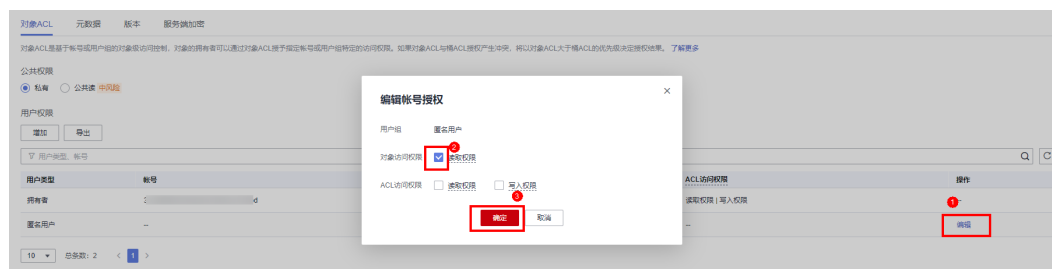 对象ACL 元数据 版本 服务端加密
对象ACL是基于帐号或用户组的对象级访问控制，对象的拥有者可以通过对象ACL授予指定帐号或用户组特定的访问权限。如果对象ACL与桶ACL授权产生冲突，将以对象ACL大于桶ACL的优先级决定授权结果。 了解更多
公共权限
私有 公共读 中风险
用户权限
增加 导出
用户类型、帐号
用户类型 帐号 ACL访问权限 操作
拥有者 d 读取权限 | 写入权限 1 --
匿名用户 -- -- 编辑
10 总条数：2 < 1 >
编辑帐号授权 ×
用户组 匿名用户
2
对象访问权限 读取权限
ACL访问权限 读取权限 写入权限
3
确定 取消